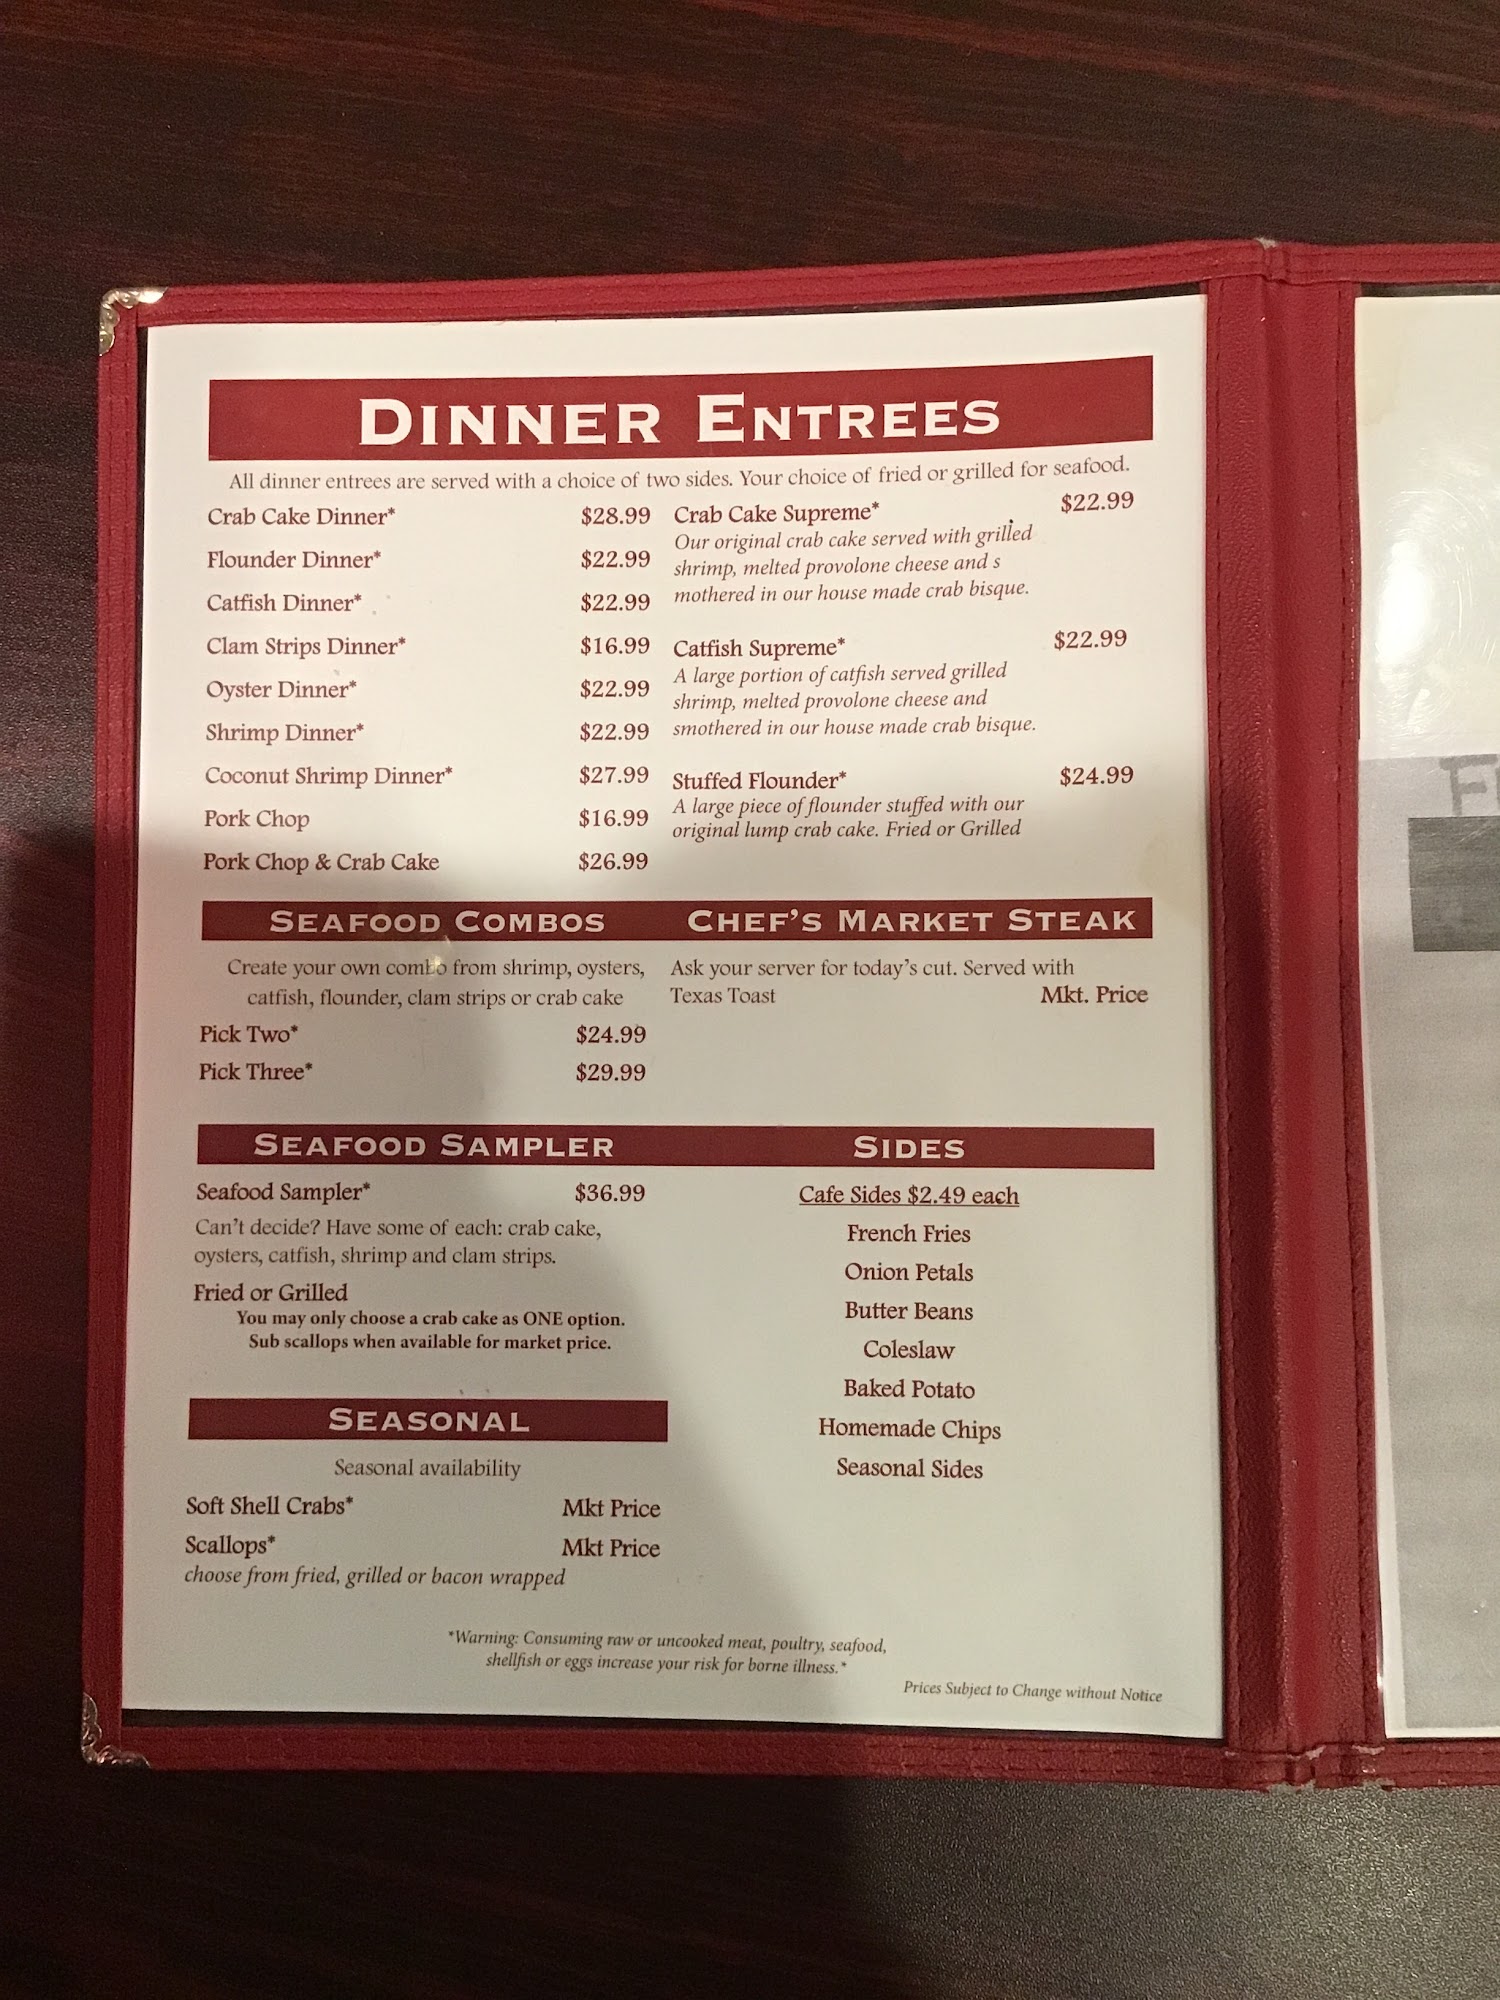 DINNER ENTREES
All dinner entrees are served with a choice of two sides. Your choice of fried or grilled for seafood.
Crab Cake Dinner* $28.99
Flounder Dinner* $22.99
Catfish Dinner* $22.99
Clam Strips Dinner* $16.99
Oyster Dinner* $22.99
Shrimp Dinner* $22.99
Coconut Shrimp Dinner* $27.99
Pork Chop $16.99
Pork Chop & Crab Cake $26.99
Crab Cake Supreme* $22.99
Our original crab cake served with grilled
shrimp, melted provolone cheese and s
mothered in our house made crab bisque.
Catfish Supreme* $22.99
A large portion of catfish served grilled
shrimp, melted provolone cheese and
smothered in our house made crab bisque.
Stuffed Flounder* $24.99
A large piece of flounder stuffed with our
original lump crab cake. Fried or Grilled
SEAFOOD COMBOS
Create your own combo from shrimp, oysters,
catfish, flounder, clam strips or crab cake
Pick Two* $24.99
Pick Three* $29.99
CHEF'S MARKET STEAK
Ask your server for today's cut. Served with
Texas Toast Mkt. Price
SEAFOOD SAMPLER
Seafood Sampler* $36.99
Can't decide? Have some of each: crab cake,
oysters, catfish, shrimp and clam strips.
Fried or Grilled
You may only choose a crab cake as ONE option.
Sub scallops when available for market price.
SIDES
Cafe Sides $2.49 each
French Fries
Onion Petals
Butter Beans
Coleslaw
Baked Potato
Homemade Chips
Seasonal Sides
SEASONAL
Seasonal availability
Soft Shell Crabs* Mkt Price
Scallops* Mkt Price
choose from fried, grilled or bacon wrapped
*Warning: Consuming raw or uncooked meat, poultry, seafood,
shellfish or eggs increase your risk for borne illness.*
Prices Subject to Change without Notice